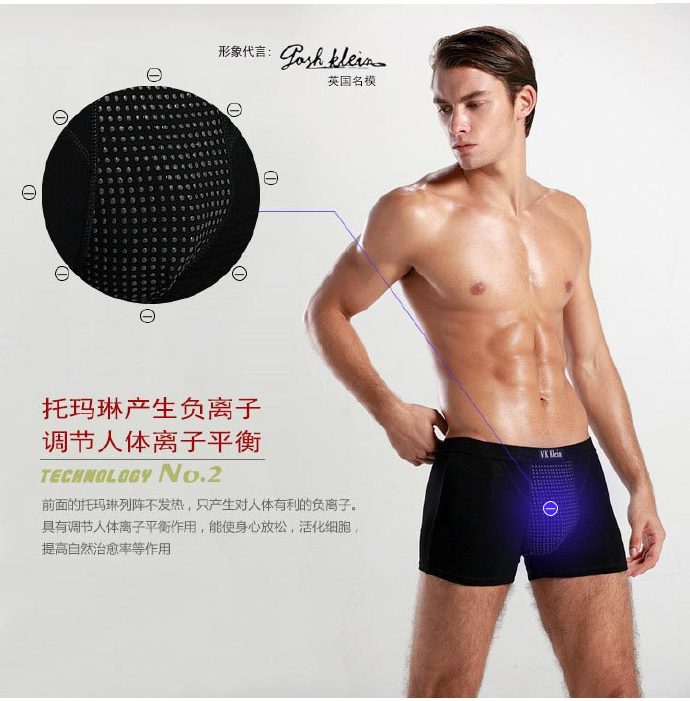 形象代言：Gosh klein
英国名模
V K Klein
托玛琳产生负离子
调节人体离子平衡
TECHNOLOGY No.2
前面的托玛琳列阵不发热，只产生对人体有利的负离子。
具有调节人体离子平衡作用，能使身心放松，活化细胞，
提高自然治愈率等作用